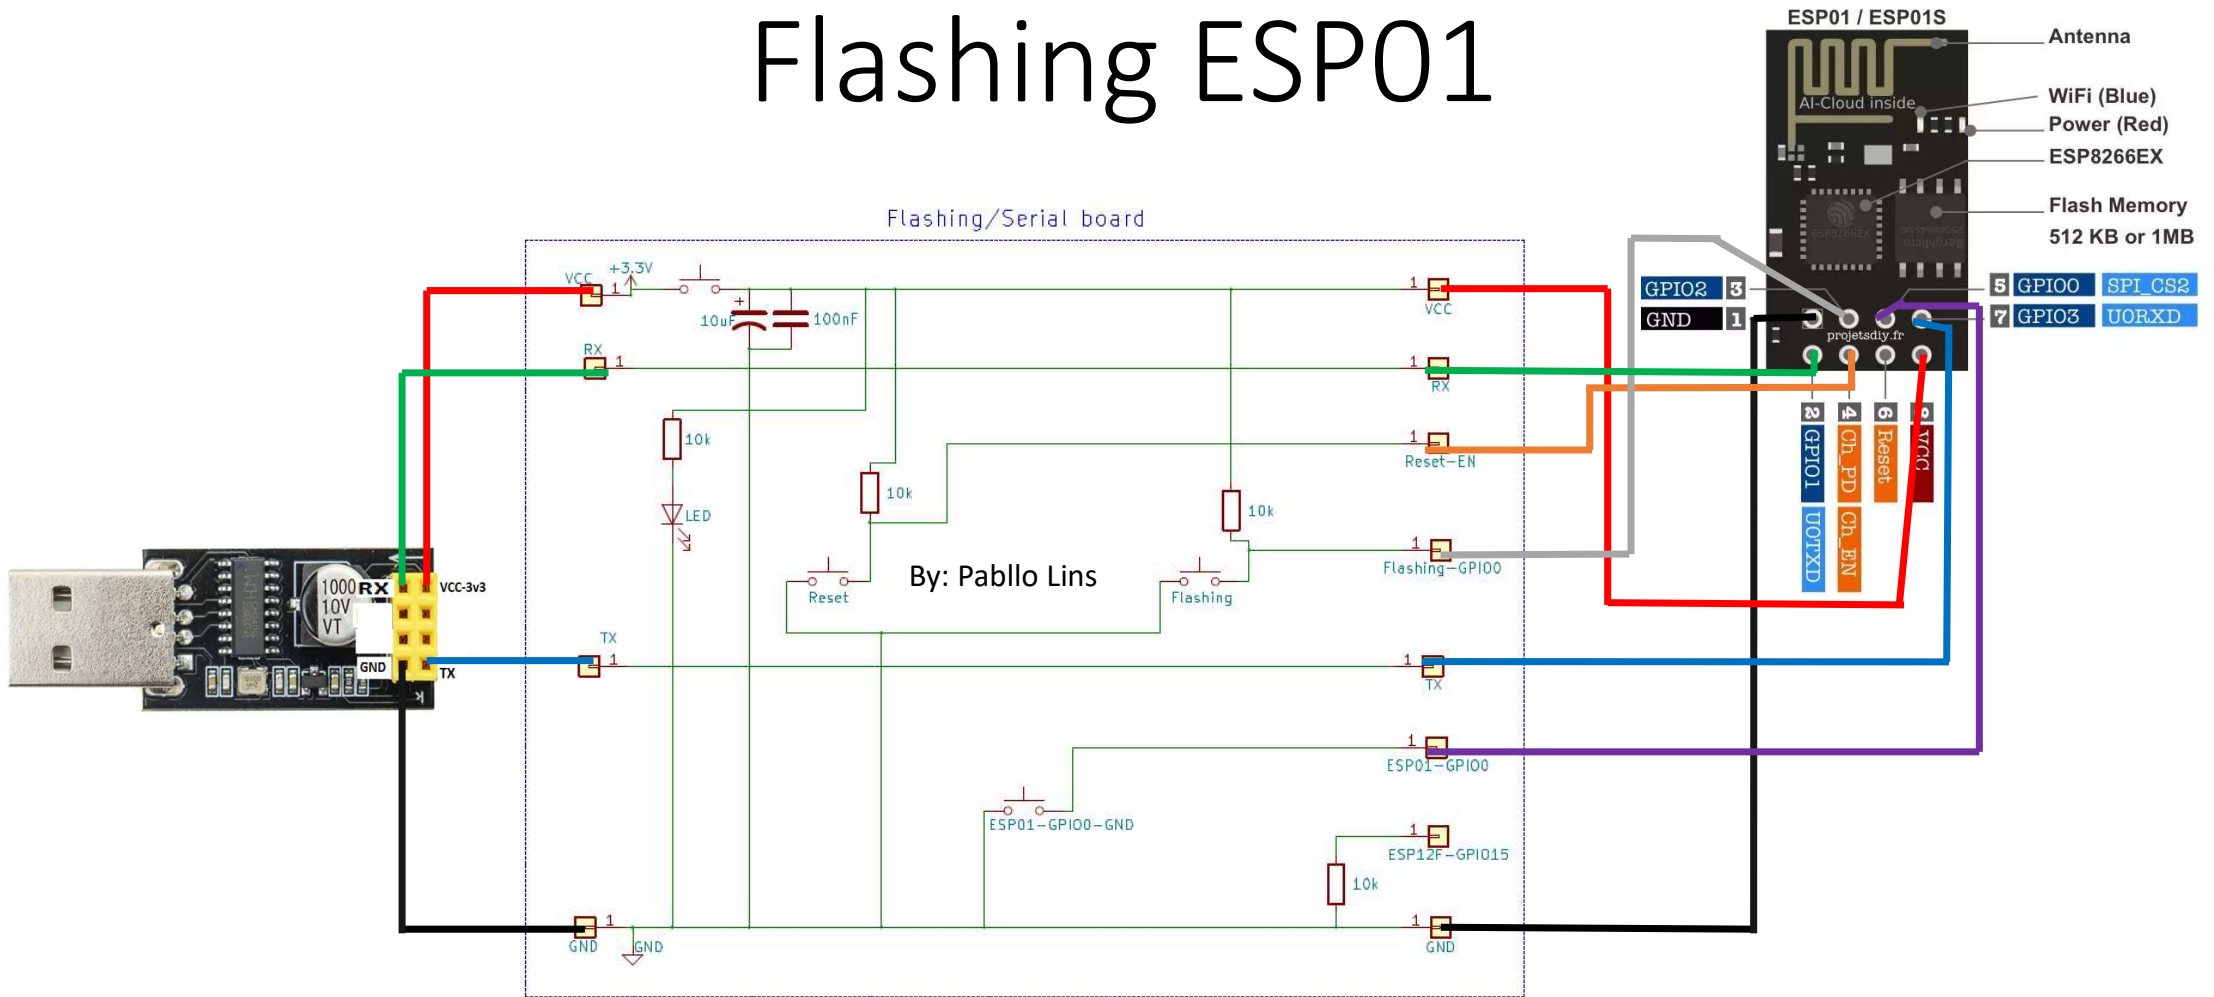 Flashing ESP01
ESP01 / ESP01S
Antenna
WiFi (Blue)
Power (Red)
ESP8266EX
Flash Memory
512 KB or 1MB
AI-Cloud inside
ESP8266EX
projetsdiy.fr
GPIO2 3
GND 1
5 GPIO0 SPI_CS2
7 GPIO3 UORXD
2 GPIO1 UOTXD
4 Ch_PD Ch_EN
6 Reset
8 VCC
Flashing/Serial board
VCC 1
+3.3V
10uF
+
100nF
1
VCC
RX
1
1
RX
10k
LED
10k
1
Reset-EN
10k
1
Flashing-GPIO0
Reset
By: Pabllo Lins
Flashing
1000
10V
VT
RX
VCC-3v3
GND
TX
TX
1
1
TX
1
ESP01-GPIO0
ESP01-GPIO0-GND
1
ESP12F-GPIO15
10k
1
GND
GND
1
GND